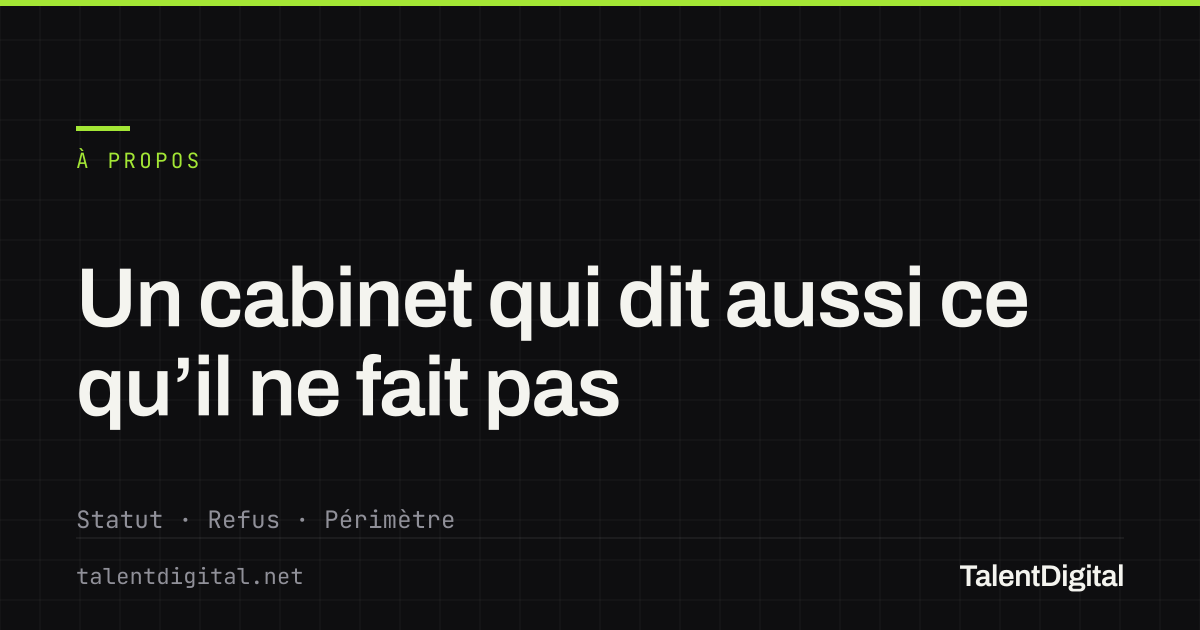 À PROPOS
Un cabinet qui dit aussi ce
qu’il ne fait pas
Statut · Refus · Périmètre
talentdigital.net
TalentDigital